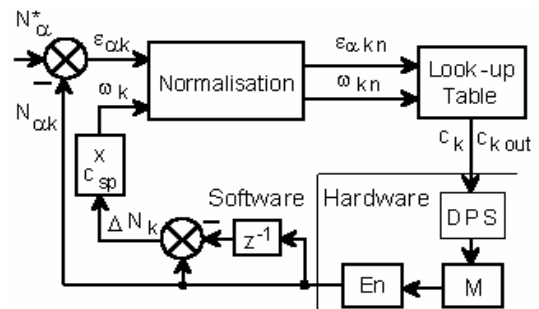 N*α
εαk
εαkn
ωk
Normalisation
ωkn
Look-up
Table
Nαk
ck ck out
x
csp
Software
Hardware
ΔNk
z-1
DPS
En
M